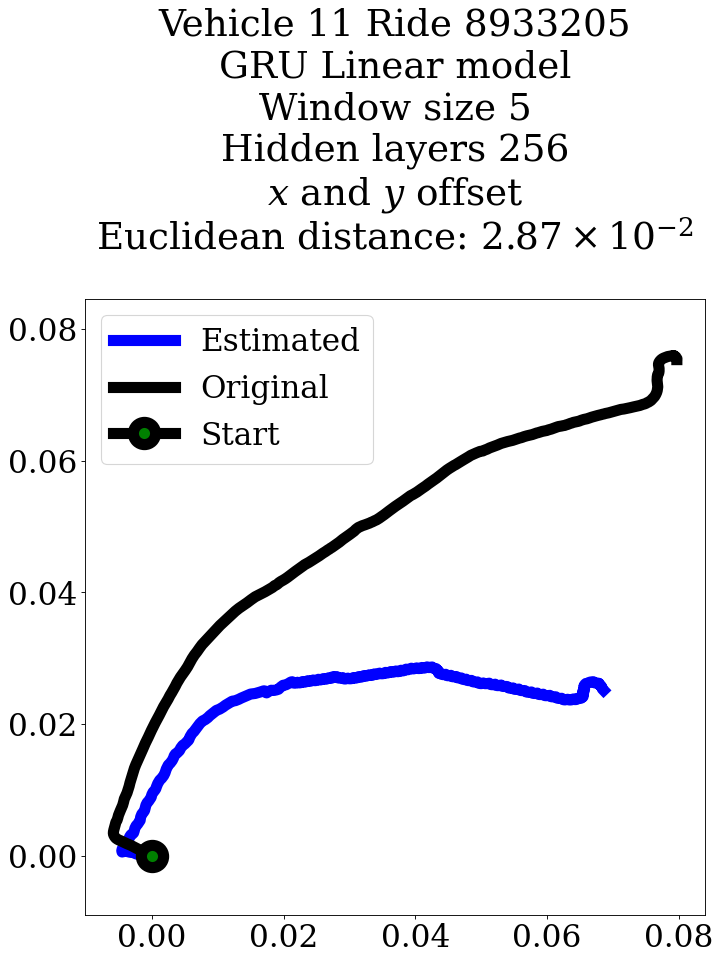 Vehicle 11 Ride 8933205
GRU Linear model
Window size 5
Hidden layers 256
x and y offset
Euclidean distance: 2.87 × 10⁻²
Estimated
Original
Start
0.08
0.06
0.04
0.02
0.00
0.00 0.02 0.04 0.06 0.08